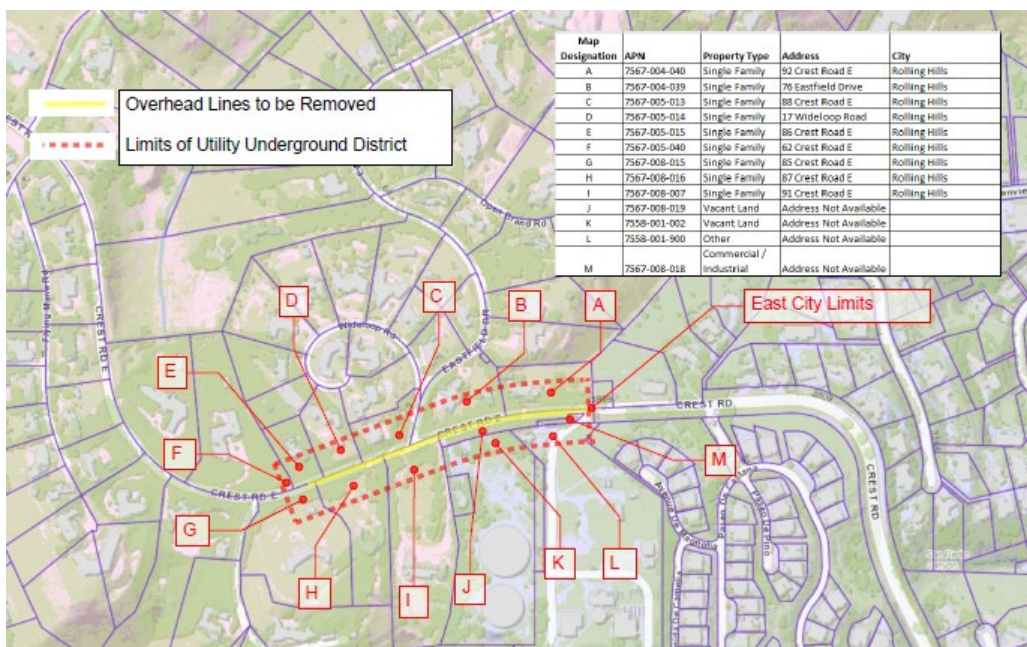 Map
Designation APN Property Type Address City
A 7567-004-040 Single Family 92 Crest Road E Rolling Hills
B 7567-004-039 Single Family 76 Eastfield Drive Rolling Hills
C 7567-005-013 Single Family 88 Crest Road E Rolling Hills
D 7567-005-014 Single Family 17 Wideloop Road Rolling Hills
E 7567-005-015 Single Family 86 Crest Road E Rolling Hills
F 7567-005-040 Single Family 62 Crest Road E Rolling Hills
G 7567-008-015 Single Family 85 Crest Road E Rolling Hills
H 7567-008-016 Single Family 87 Crest Road E Rolling Hills
I 7567-008-007 Single Family 91 Crest Road E Rolling Hills
J 7567-008-019 Vacant Land Address Not Available
K 7558-001-002 Vacant Land Address Not Available
L 7558-001-900 Other Address Not Available
Commercial /
M 7567-008-018 Industrial Address Not Available
Overhead Lines to be Removed
Limits of Utility Underground District
Open Brand Rd
CREST RD E
Wideloop Rd
EASTFIELD DR
D
C
B
A
East City Limits
E
F
CREST RD E
CREST RD E
CREST RD
CREST RD
G
H
I
J
K
L
M
Paseo De Pino